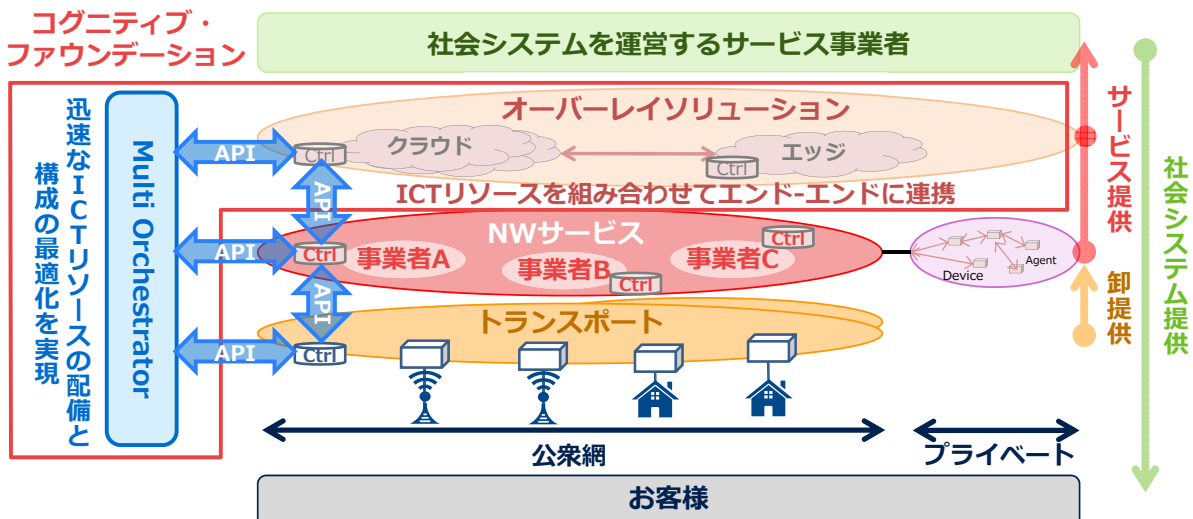 コグニティブ・
ファウンデーション
社会システムを運営するサービス事業者
迅速なICTリソースの配備と
構成の最適化を実現
Multi Orchestrator
オーバーレイソリューション
クラウド
エッジ
API
Ctrl
Ctrl
API
ICTリソースを組み合わせてエンド-エンドに連携
NWサービス
API
Ctrl
事業者A
事業者B
Ctrl
事業者C
Ctrl
Device
Agent
API
トランスポート
API
Ctrl
公衆網
プライベート
お客様
サービス提供
卸提供
社会システム提供